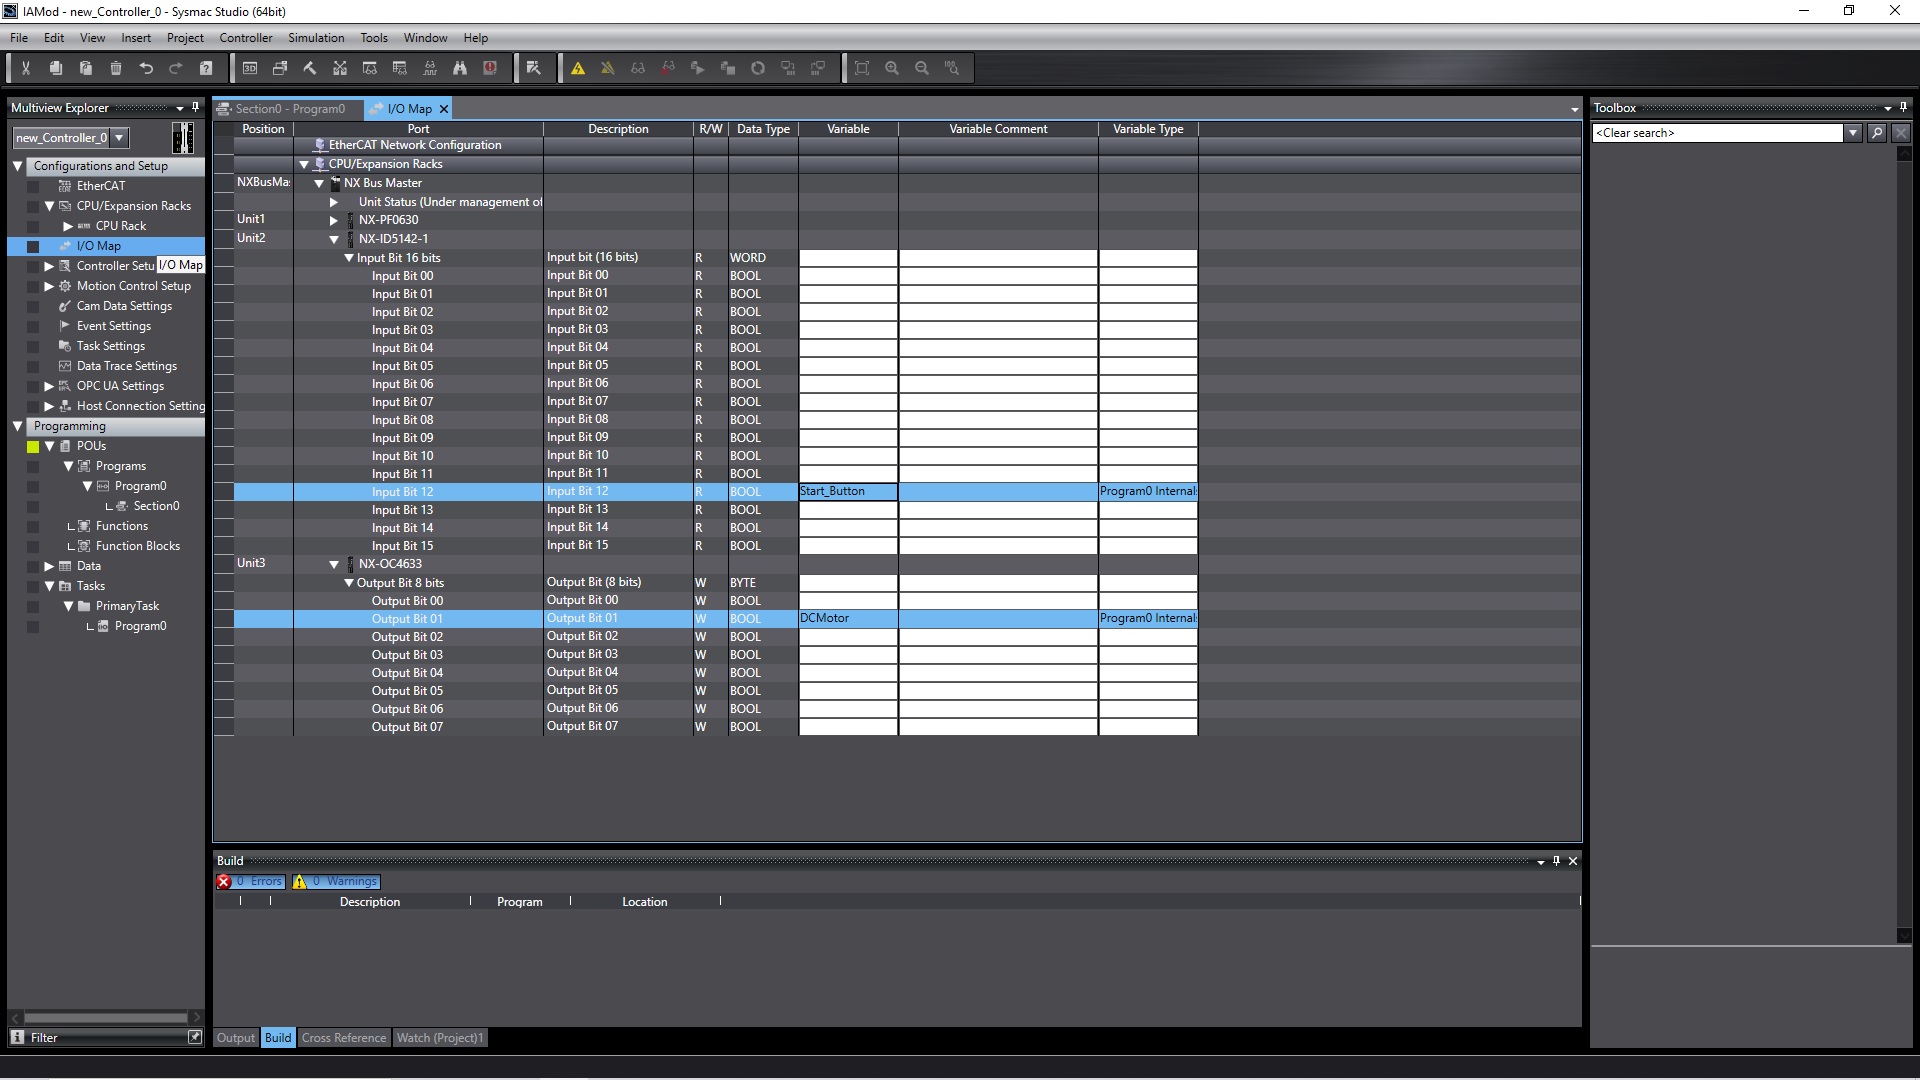 IAMod - new_Controller_0 - Sysmac Studio (64bit)
File Edit View Insert Project Controller Simulation Tools Window Help
Multiview Explorer
new_Controller_0
Configurations and Setup
EtherCAT
CPU/Expansion Racks
CPU Rack
I/O Map
Controller Setu
I/O Map
Motion Control Setup
Cam Data Settings
Event Settings
Task Settings
Data Trace Settings
OPC UA Settings
Host Connection Setting
Programming
POUs
Programs
Program0
Section0
Functions
Function Blocks
Data
Tasks
PrimaryTask
Program0
Filter
Section0 - Program0 I/O Map
Position Port Description R/W Data Type Variable Variable Comment Variable Type
EtherCAT Network Configuration
CPU/Expansion Racks
NXBusMa NX Bus Master
Unit Status (Under management of
Unit1 NX-PF0630
Unit2 NX-ID5142-1
Input Bit 16 bits Input bit (16 bits) R WORD
Input Bit 00 Input Bit 00 R BOOL
Input Bit 01 Input Bit 01 R BOOL
Input Bit 02 Input Bit 02 R BOOL
Input Bit 03 Input Bit 03 R BOOL
Input Bit 04 Input Bit 04 R BOOL
Input Bit 05 Input Bit 05 R BOOL
Input Bit 06 Input Bit 06 R BOOL
Input Bit 07 Input Bit 07 R BOOL
Input Bit 08 Input Bit 08 R BOOL
Input Bit 09 Input Bit 09 R BOOL
Input Bit 10 Input Bit 10 R BOOL
Input Bit 11 Input Bit 11 R BOOL
Input Bit 12 Input Bit 12 R BOOL Start_Button Program0 Internal
Input Bit 13 Input Bit 13 R BOOL
Input Bit 14 Input Bit 14 R BOOL
Input Bit 15 Input Bit 15 R BOOL
Unit3 NX-OC4633
Output Bit 8 bits Output Bit (8 bits) W BYTE
Output Bit 00 Output Bit 00 W BOOL
Output Bit 01 Output Bit 01 W BOOL DCMotor Program0 Internal
Output Bit 02 Output Bit 02 W BOOL
Output Bit 03 Output Bit 03 W BOOL
Output Bit 04 Output Bit 04 W BOOL
Output Bit 05 Output Bit 05 W BOOL
Output Bit 06 Output Bit 06 W BOOL
Output Bit 07 Output Bit 07 W BOOL
Build
0 Errors 0 Warnings
Description Program Location
Output Build Cross Reference Watch (Project)1
Toolbox
<Clear search>